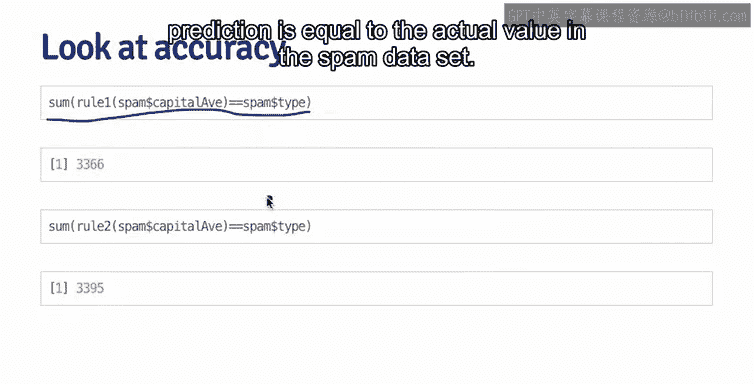 prediction is equal to the actual value in
the spam data set.
Look at accuracy
sum(rule1(spam$capitalAve)==spam$type)
[1] 3366
sum(rule2(spam$capitalAve)==spam$type)
[1] 3395